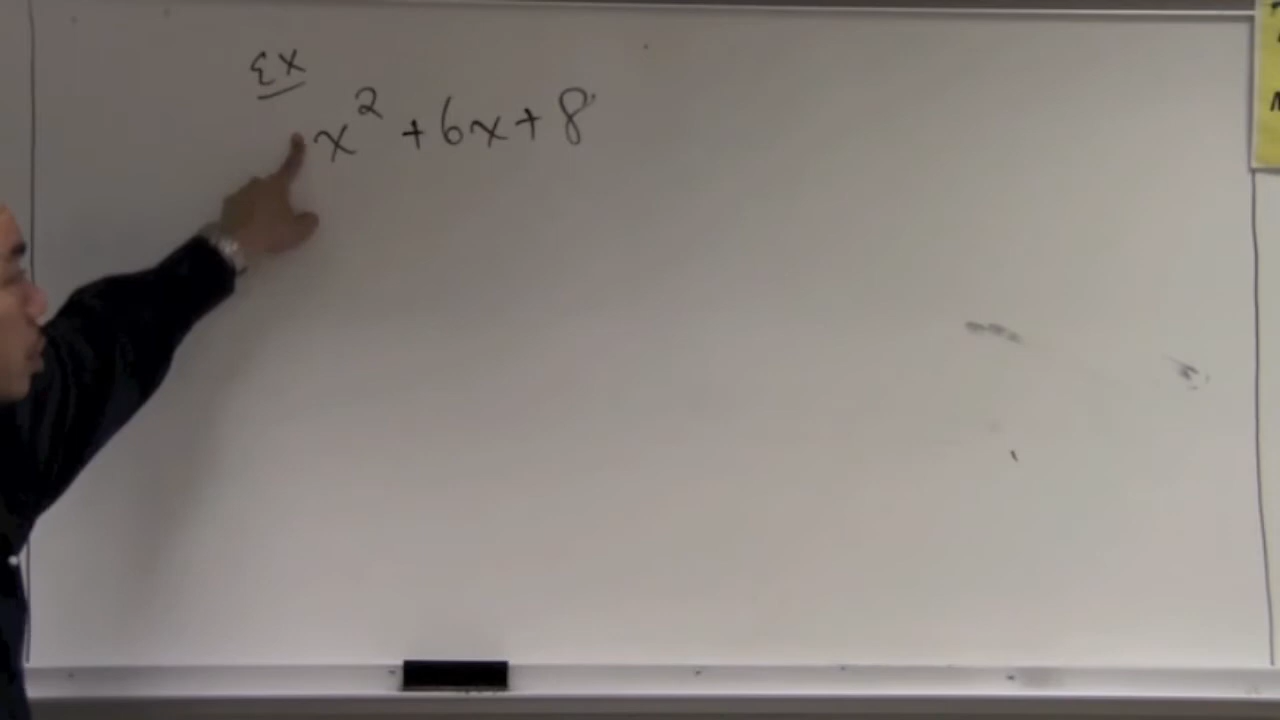 Ex
x² + 6x + 8